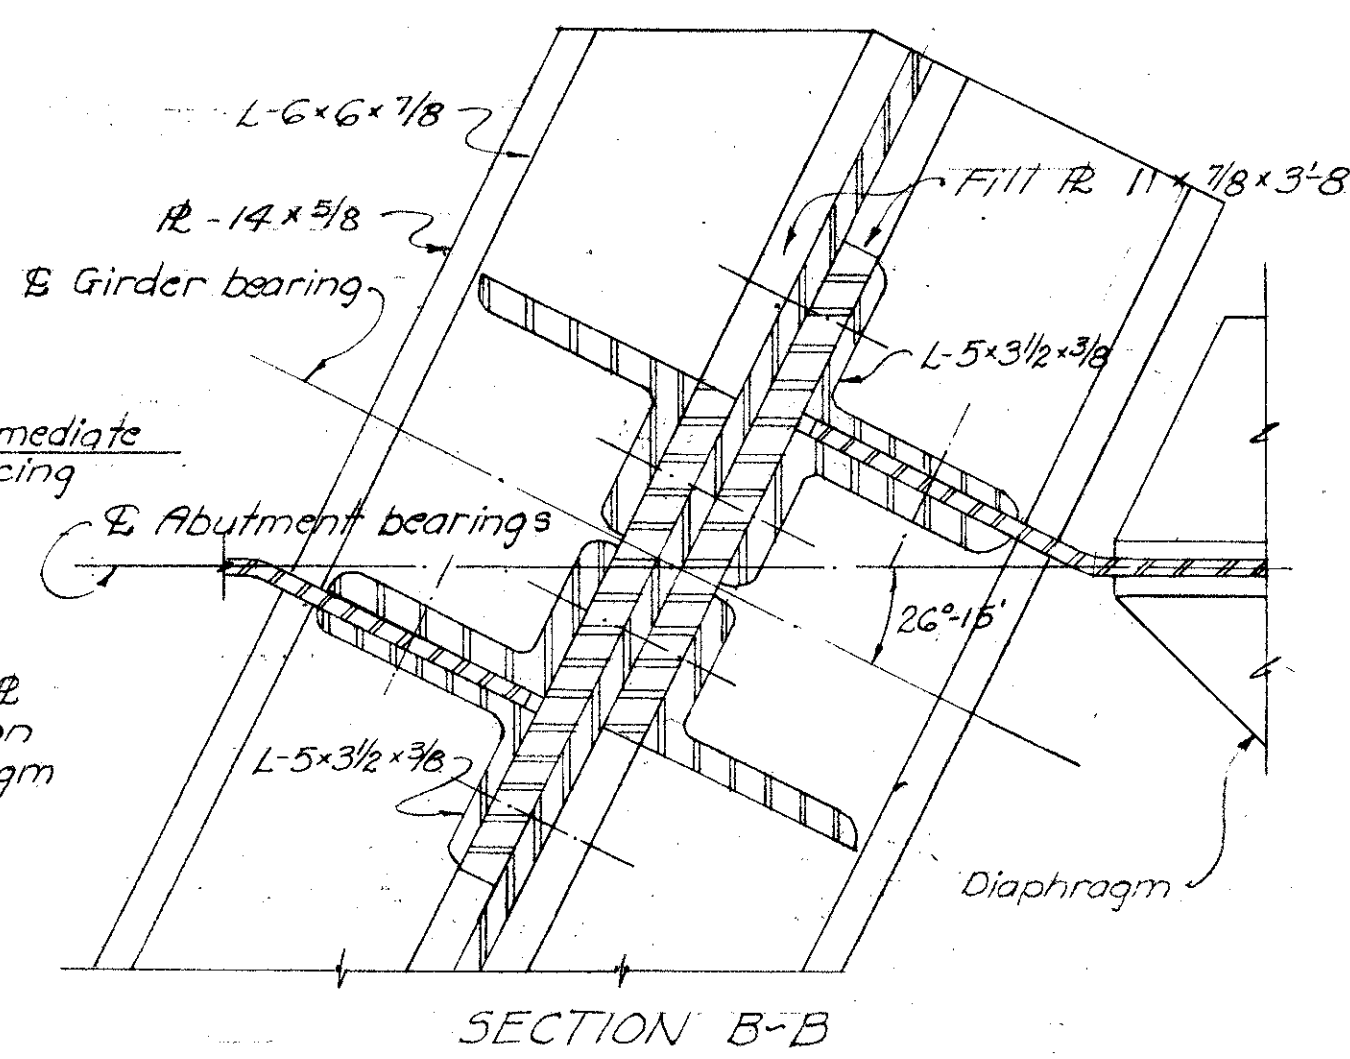 L-6×6×7/8
℄ Girder bearing
PL-14×5/8
Fill PL 11×7/8×3'-8
L-5×3½×3/8
mediate
cing
℄ Abutment bearings
26°-15'
PL
on
gm
L-5×3½×3/8
Diaphragm
SECTION B-B